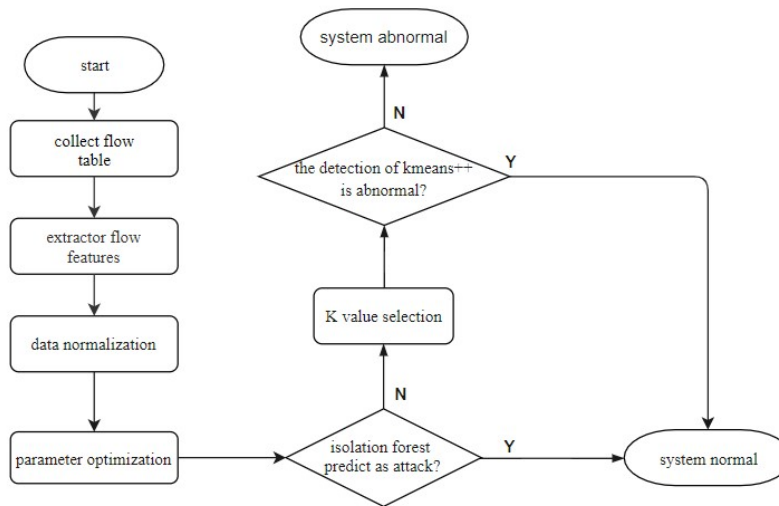 start
collect flow
table
extractor flow
features
data normalization
parameter optimization
isolation forest
predict as attack?
N
Y
K value selection
the detection of kmeans++
is abnormal?
N
Y
system abnormal
system normal